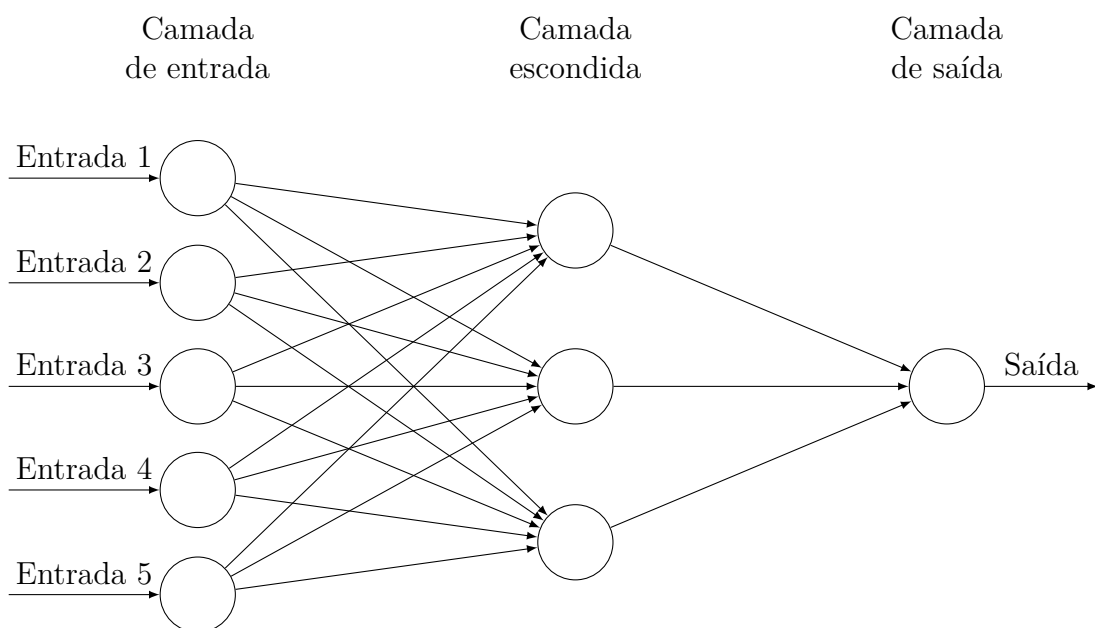 Camada
de entrada
Camada
escondida
Camada
de saída
Entrada 1
Entrada 2
Entrada 3
Entrada 4
Entrada 5
Saída